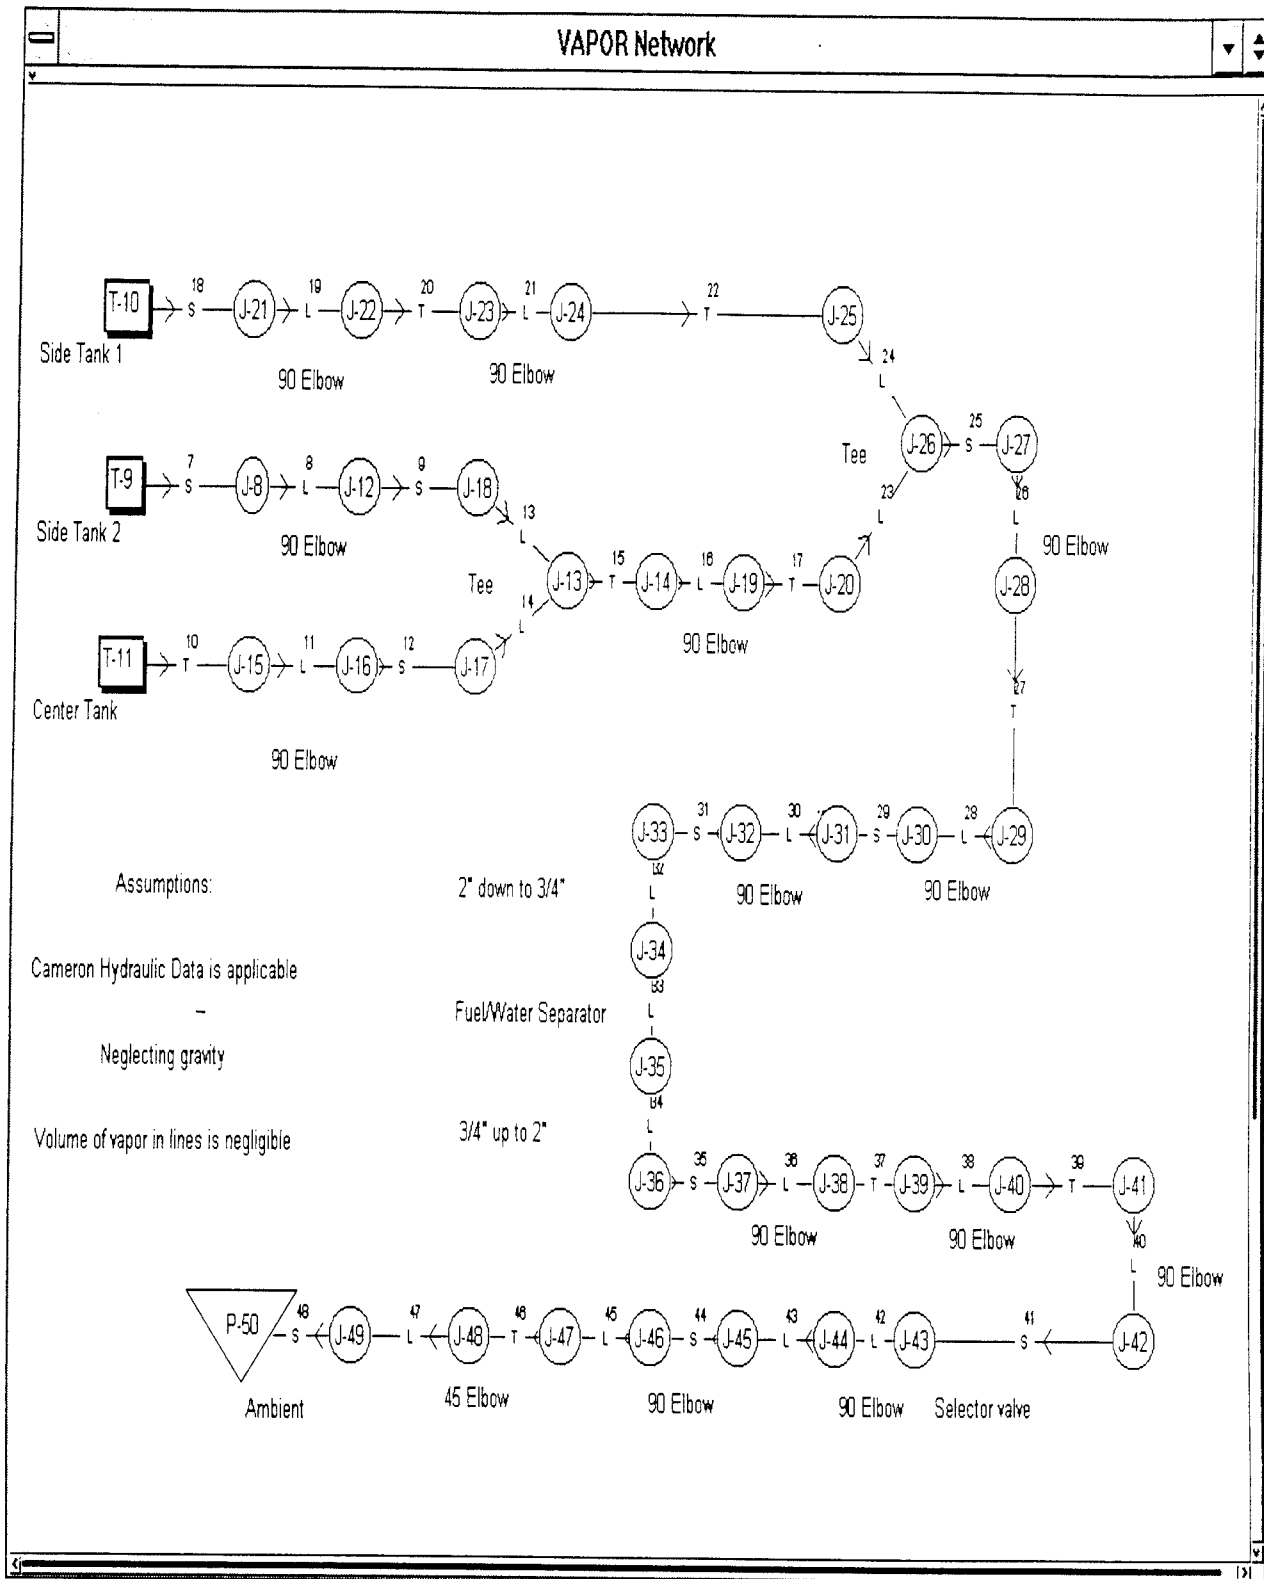 VAPOR Network
18 19 20 21 22
T-10 S J-21 L J-22 T J-23 L J-24 T J-25
Side Tank 1
90 Elbow 90 Elbow
24
L
7 8 9 25
T-9 S J-8 L J-12 S J-18 Tee J-26 S J-27
Side Tank 2
90 Elbow
13
L
23
L
26
L
90 Elbow
Tee
15 16 17
J-13 T J-14 L J-19 T J-20 J-28
14
L
90 Elbow
10 11 12
T-11 T J-15 L J-16 S J-17
Center Tank
90 Elbow
27
T
31 30 29 28
J-33 S J-32 L J-31 S J-30 L J-29
90 Elbow 90 Elbow
Assumptions: 2" down to 3/4"
32
L
J-34
Cameron Hydraulic Data is applicable
33
L
Fuel/Water Separator
J-35
Neglecting gravity
34
L
3/4" up to 2"
Volume of vapor in lines is negligible
35 36 37 38 39
J-36 S J-37 L J-38 T J-39 L J-40 T J-41
90 Elbow 90 Elbow
40
L
90 Elbow
48 47 46 45 44 43 42 41
P-50 S J-49 L J-48 T J-47 L J-46 S J-45 L J-44 L J-43 S J-42
Ambient 45 Elbow 90 Elbow 90 Elbow Selector valve